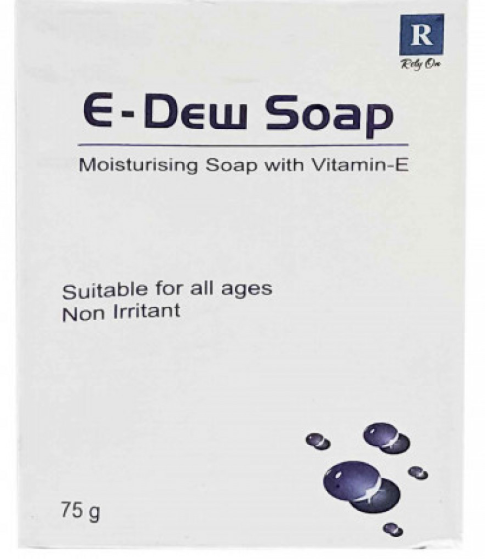 R
Rely On
E-Dew Soap
Moisturising Soap with Vitamin-E
Suitable for all ages
Non Irritant
75 g